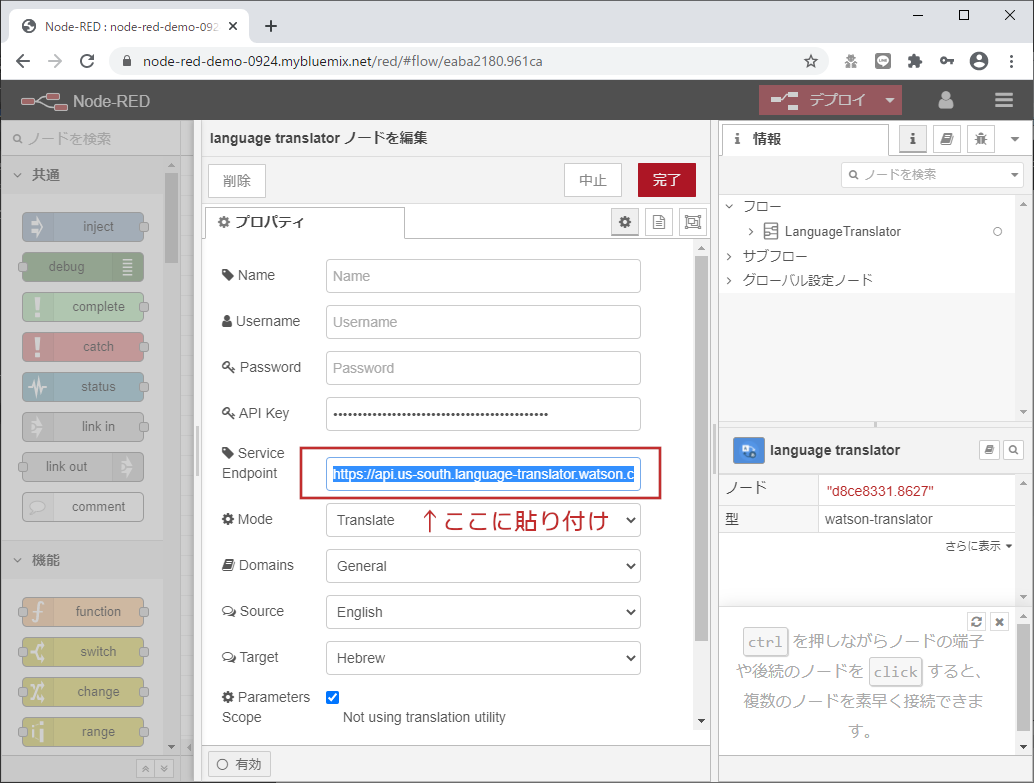 Node-RED : node-red-demo-092
node-red-demo-0924.mybluemix.net/red/#flow/eaba2180.961ca
Node-RED
デプロイ
ノードを検索
共通
inject
debug
complete
catch
status
link in
link out
comment
機能
function
switch
change
range
language translator ノードを編集
削除
中止
完了
プロパティ
Name
Name
Username
Username
Password
Password
API Key
Service
Endpoint
https://api.us-south.language-translator.watson.c
Mode
Translate
↑ここに貼り付け
Domains
General
Source
English
Target
Hebrew
Parameters
Scope
Not using translation utility
有効
情報
ノードを検索
フロー
LanguageTranslator
サブフロー
グローバル設定ノード
language translator
ノード
"d8ce8331.8627"
型
watson-translator
さらに表示
ctrl を押しながらノードの端子
や後続のノードを click すると、
複数のノードを素早く接続できま
す。